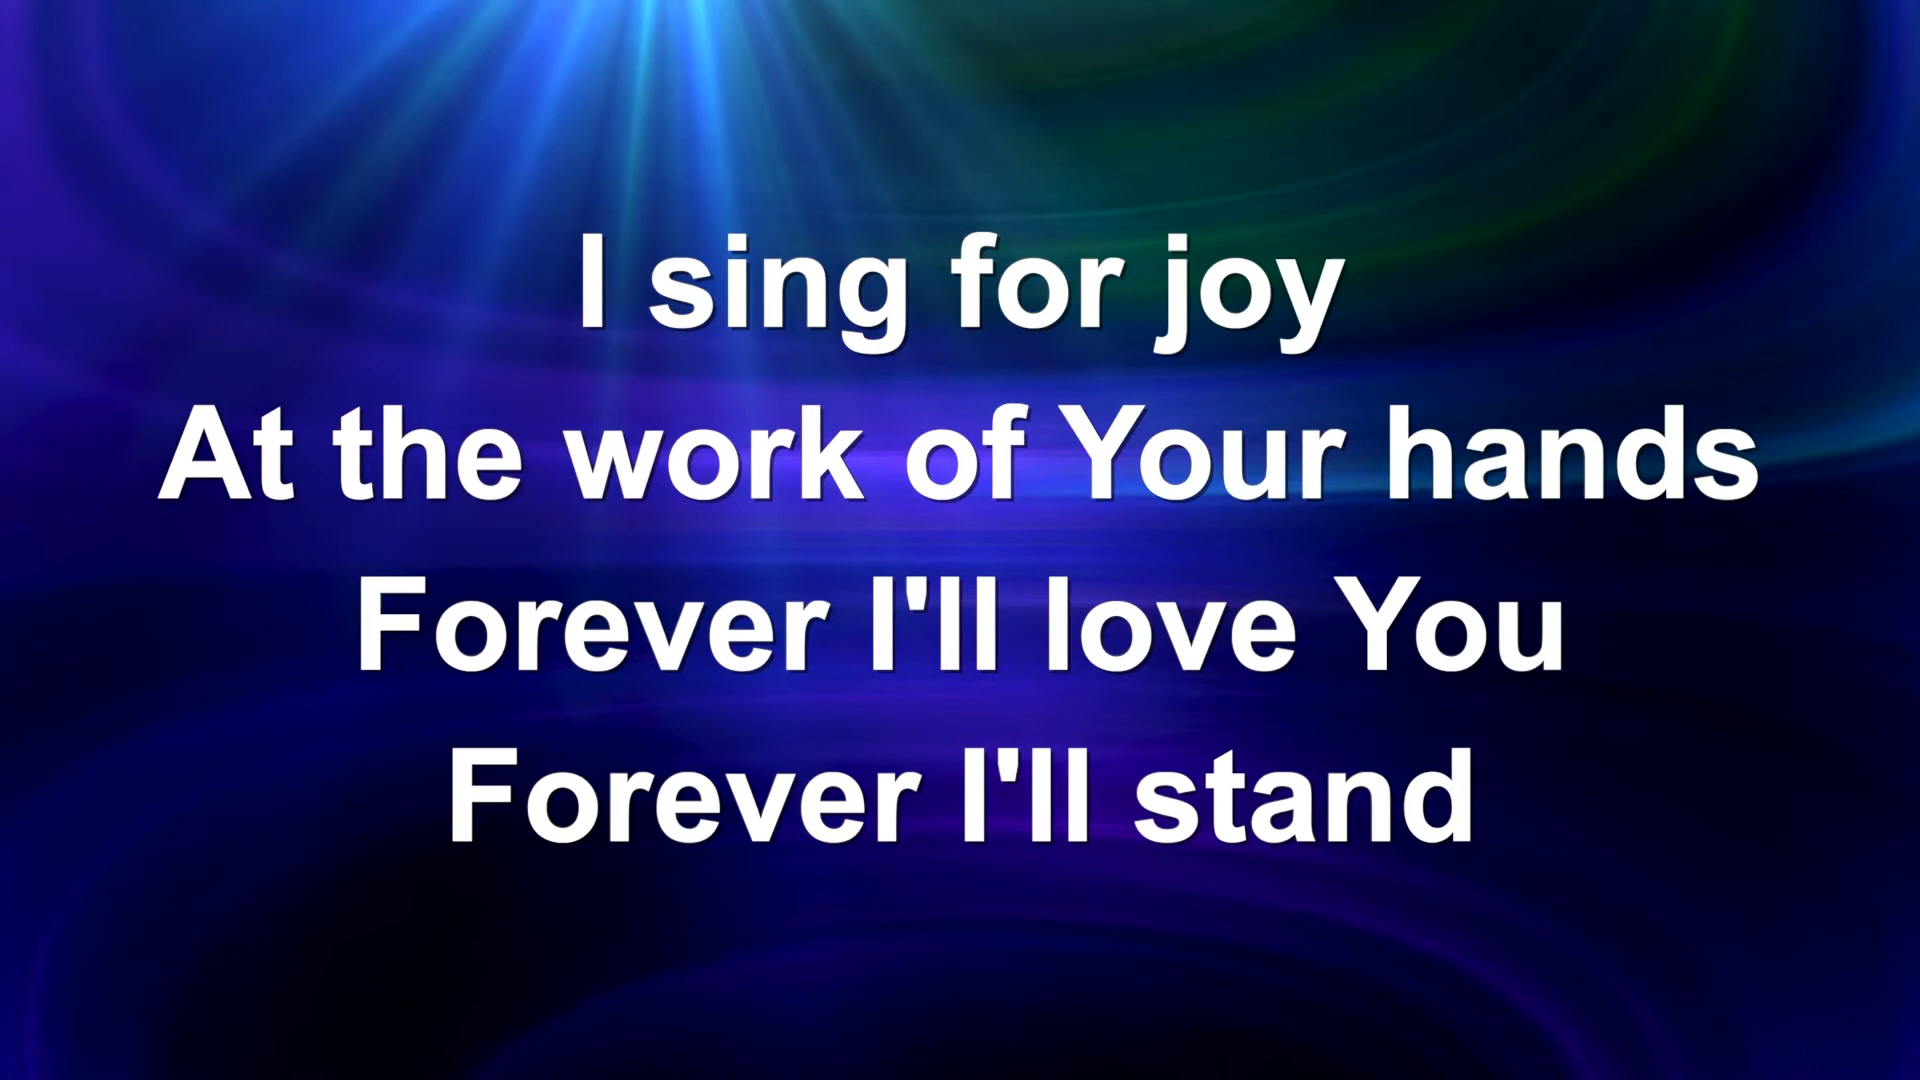 I sing for joy
At the work of Your hands
Forever I'll love You
Forever I'll stand